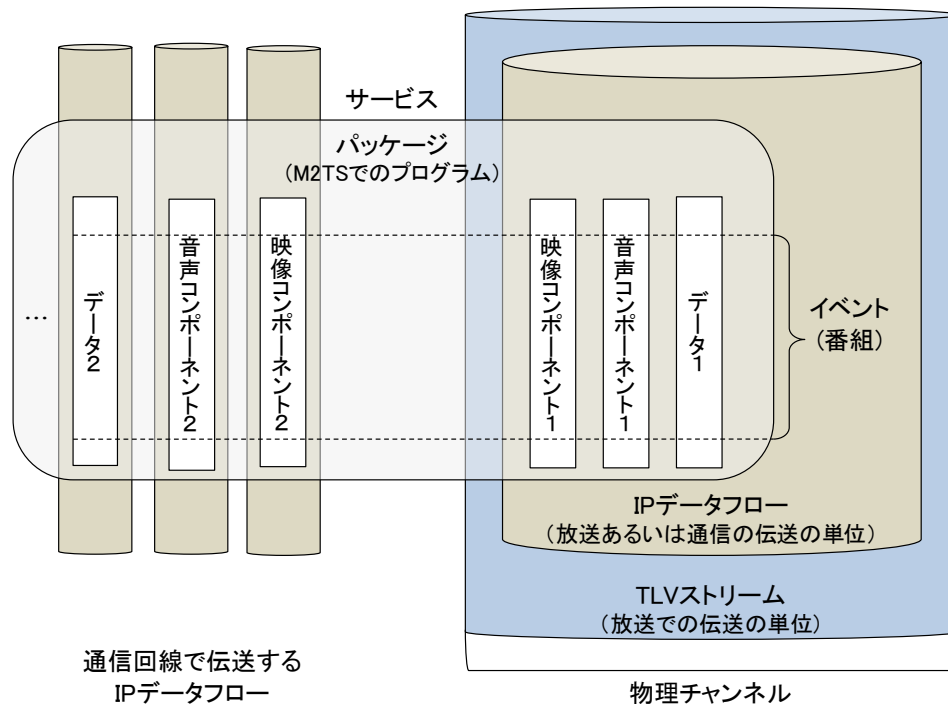 サービス
パッケージ
（M2TSでのプログラム）
…
データ2
音声コンポーネント2
映像コンポーネント2
映像コンポーネント1
音声コンポーネント1
データ1
イベント
（番組）
IPデータフロー
（放送あるいは通信の伝送の単位）
TLVストリーム
（放送での伝送の単位）
通信回線で伝送する
IPデータフロー
物理チャンネル